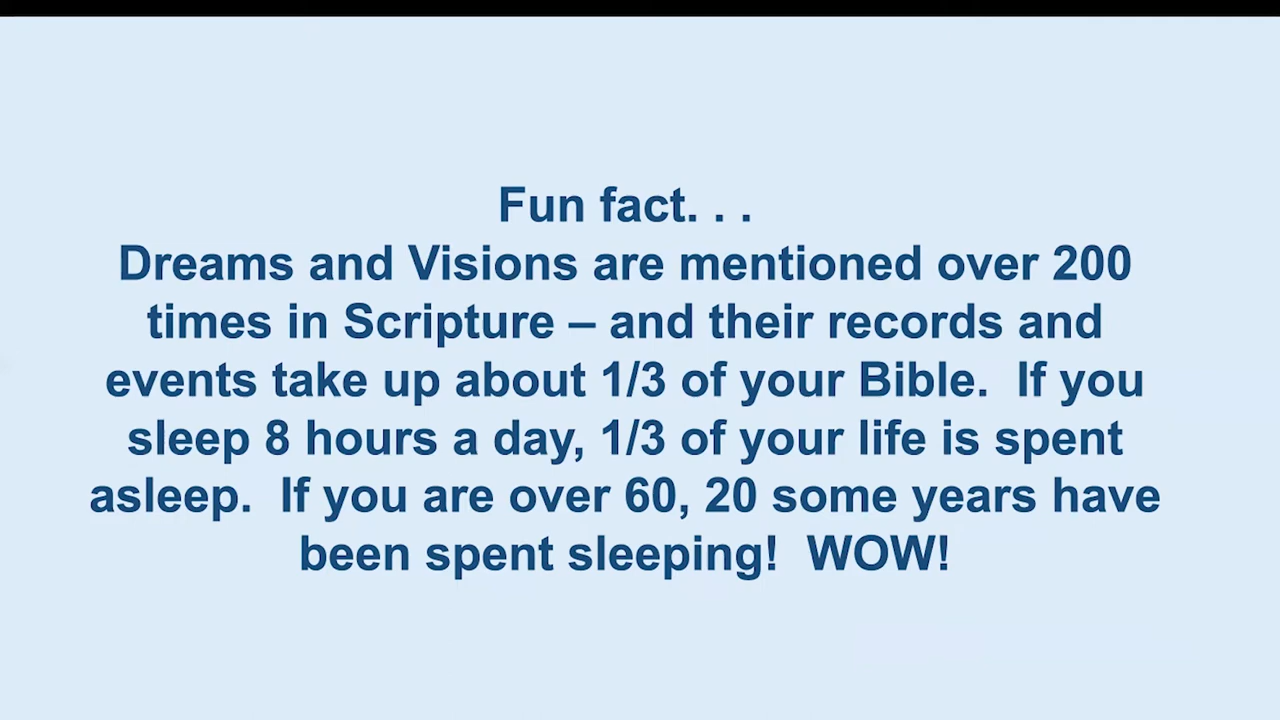 Fun fact. . .
Dreams and Visions are mentioned over 200
times in Scripture – and their records and
events take up about 1/3 of your Bible.  If you
sleep 8 hours a day, 1/3 of your life is spent
asleep.  If you are over 60, 20 some years have
been spent sleeping!  WOW!